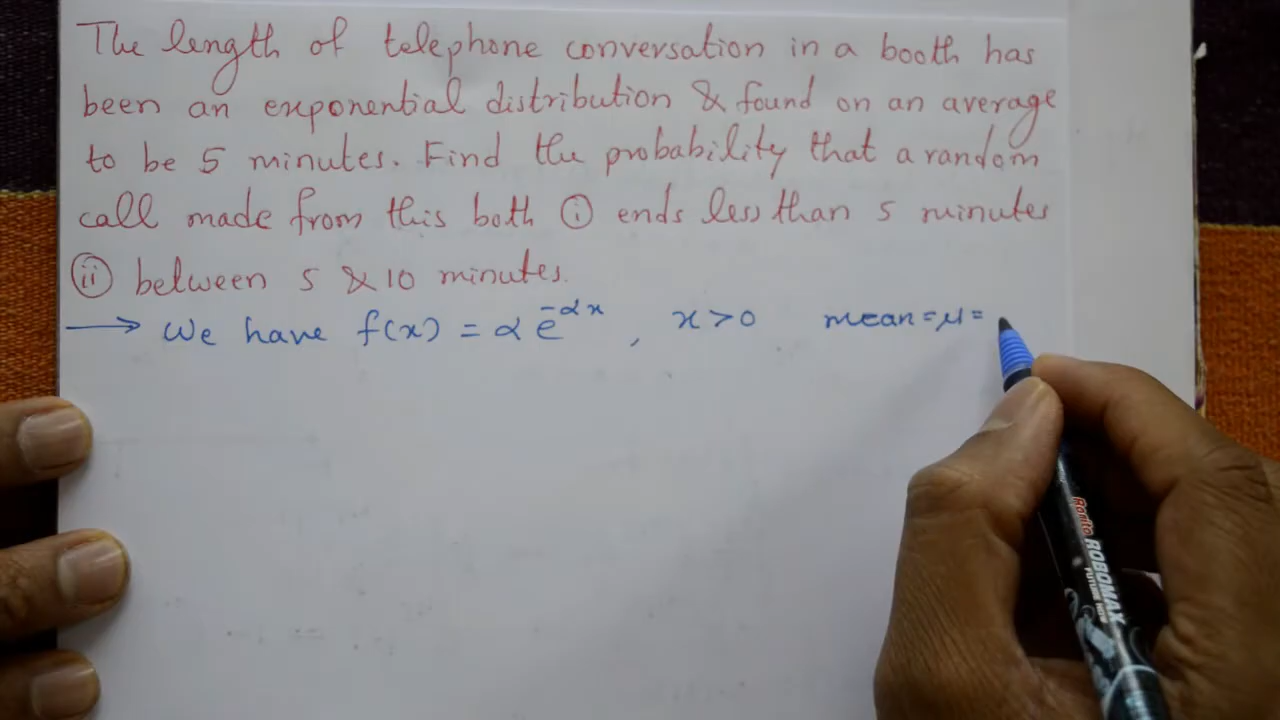 The length of telephone conversation in a booth has
been an exponential distribution & found on an average
to be 5 minutes. Find the probability that a random
call made from this both (i) ends less than 5 minutes
(ii) between 5 & 10 minutes.
→ We have f(x) = α e^{-αx} , x>0 mean = μ =
Renito ROBOMAX